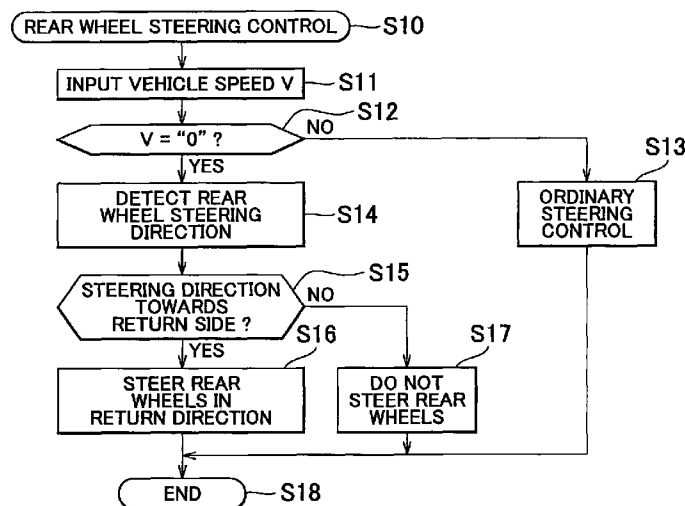 REAR WHEEL STEERING CONTROL
S10
INPUT VEHICLE SPEED V
S11
S12
V = "0" ?
NO
YES
S13
ORDINARY
STEERING
CONTROL
DETECT REAR
WHEEL STEERING
DIRECTION
S14
S15
STEERING DIRECTION
TOWARDS
RETURN SIDE ?
NO
YES
S16
S17
STEER REAR
WHEELS IN
RETURN DIRECTION
DO NOT
STEER REAR
WHEELS
END
S18